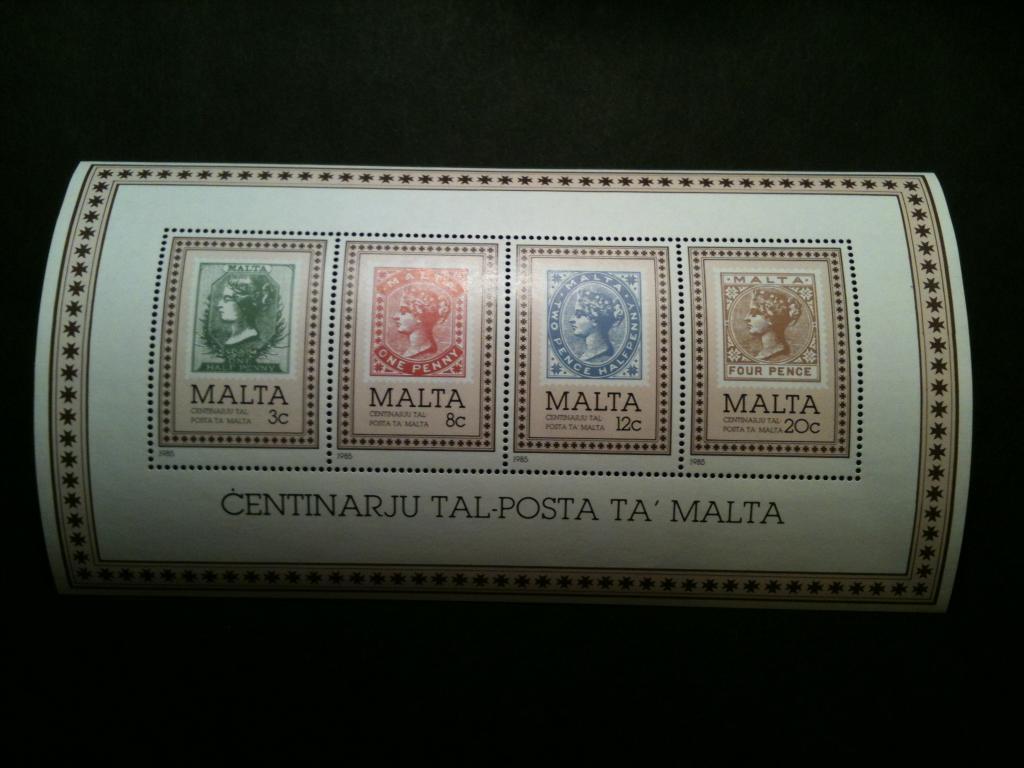 MALTA
HALF PENNY
MALTA
3c
CENTINARJU TAL-
POSTA TA' MALTA
1985
MALTA
ONE PENNY
MALTA
8c
CENTINARJU TAL-
POSTA TA' MALTA
1985
MALTA
TWO PENCE HALFPENNY
MALTA
12c
CENTINARJU TAL-
POSTA TA' MALTA
1985
MALTA
FOUR PENCE
MALTA
20c
CENTINARJU TAL-
POSTA TA' MALTA
1985
ĊENTINARJU TAL-POSTA TA' MALTA